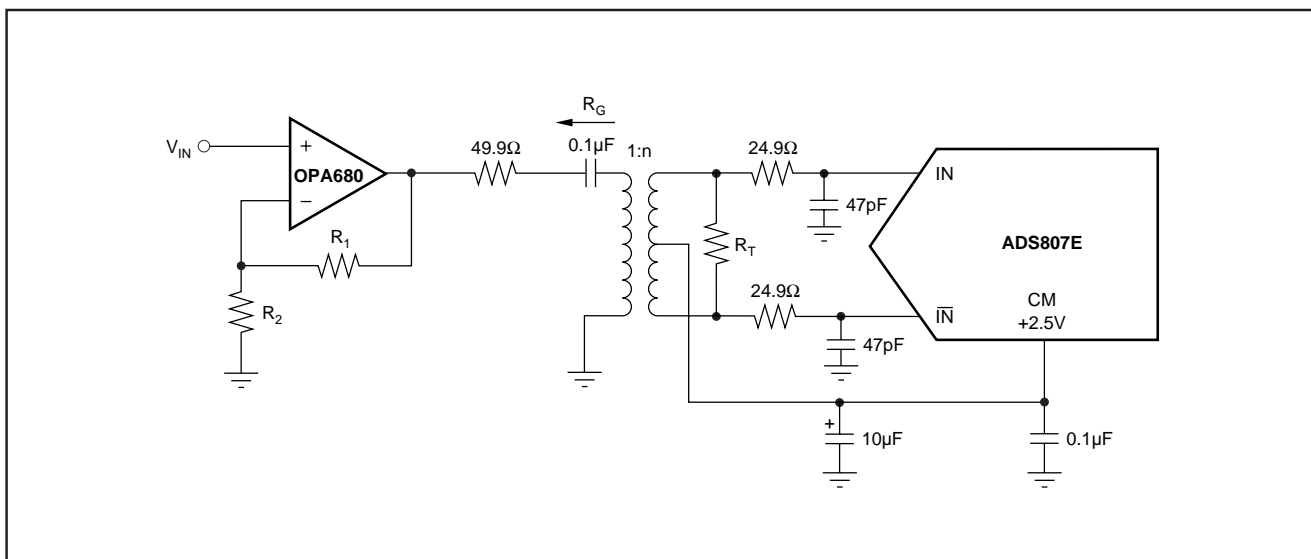 R_G
0.1µF
1:n
V_IN
+
OPA680
−
49.9Ω
24.9Ω
IN
47pF
ADS807E
R_1
R_T
R_2
24.9Ω
CM
+2.5V
I̅N̅
47pF
+
10µF
0.1µF